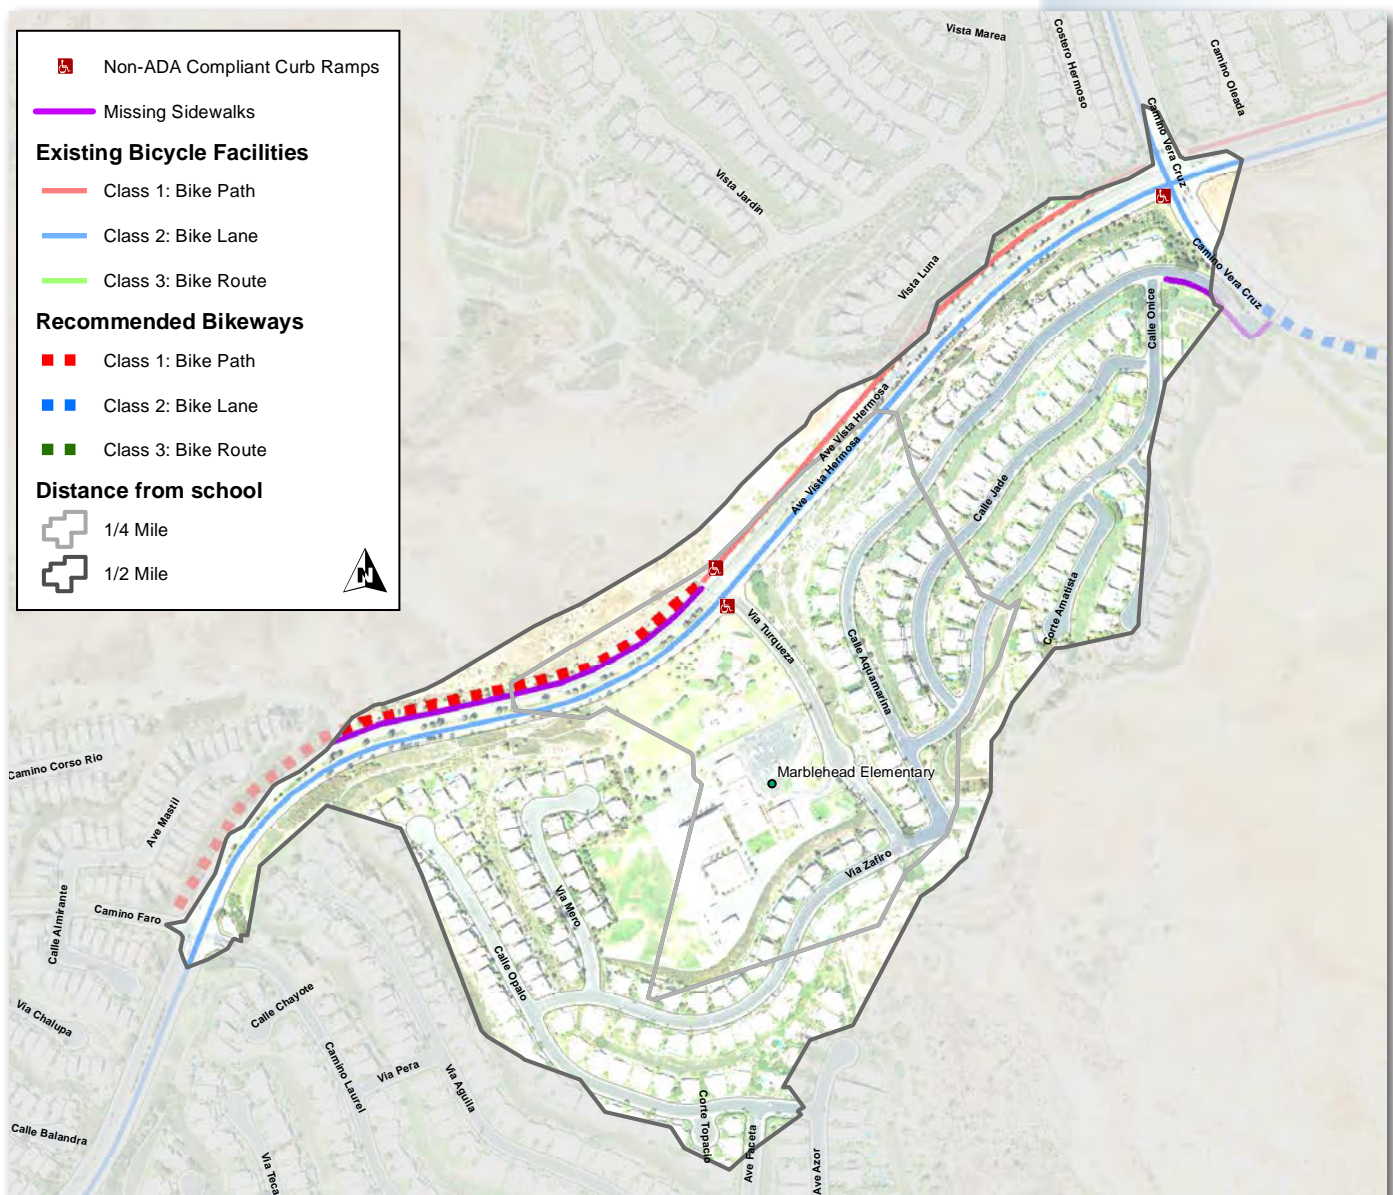 Non-ADA Compliant Curb Ramps
Missing Sidewalks
Existing Bicycle Facilities
Class 1: Bike Path
Class 2: Bike Lane
Class 3: Bike Route
Recommended Bikeways
Class 1: Bike Path
Class 2: Bike Lane
Class 3: Bike Route
Distance from school
1/4 Mile
1/2 Mile
N
Vista Marea
Costero Hermoso
Camino Oleada
Camino Vera Cruz
Vista Jardin
Vista Luna
Camino Vera Cruz
Calle Onice
Ave Vista Hermosa
Ave Vista Hermosa
Calle Jade
Corte Amatista
Via Turqueza
Calle Aquamarina
Marblehead Elementary
Via Zafiro
Camino Corso Rio
Ave Mastil
Calle Almirante
Camino Faro
Via Mero
Calle Opalo
Via Chalupa
Calle Chayote
Camino Laurel
Via Pera
Via Aguila
Calle Balandra
Via Teca
Corte Topacio
Ave Faceta
Ave Azor